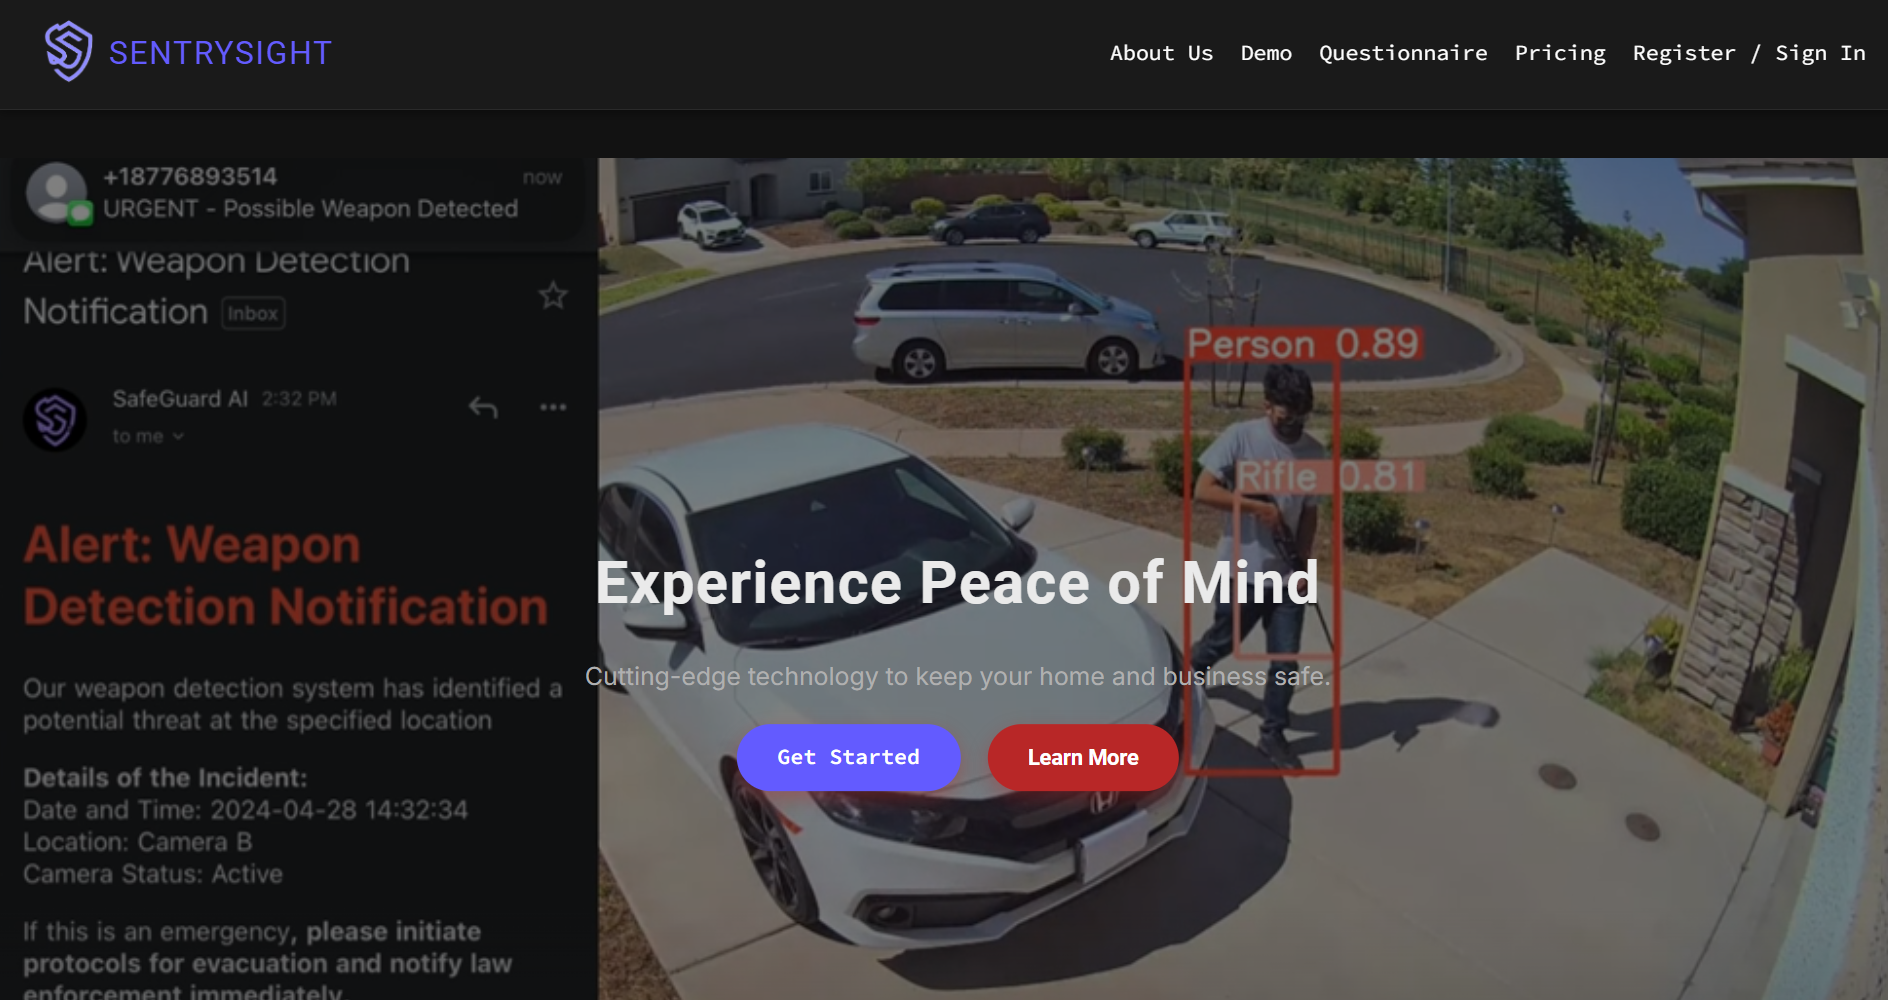 SENTRYSIGHT
About Us
Demo
Questionnaire
Pricing
Register / Sign In
+18776893514
now
URGENT - Possible Weapon Detected
Alert: Weapon Detection
Notification
Inbox
SafeGuard AI
2:32 PM
to me
Alert: Weapon
Detection Notification
Our weapon detection system has identified a
potential threat at the specified location
Details of the Incident:
Date and Time: 2024-04-28 14:32:34
Location: Camera B
Camera Status: Active
If this is an emergency, please initiate
protocols for evacuation and notify law
enforcement immediately.
Person 0.89
Rifle 0.81
Experience Peace of Mind
Cutting-edge technology to keep your home and business safe.
Get Started
Learn More